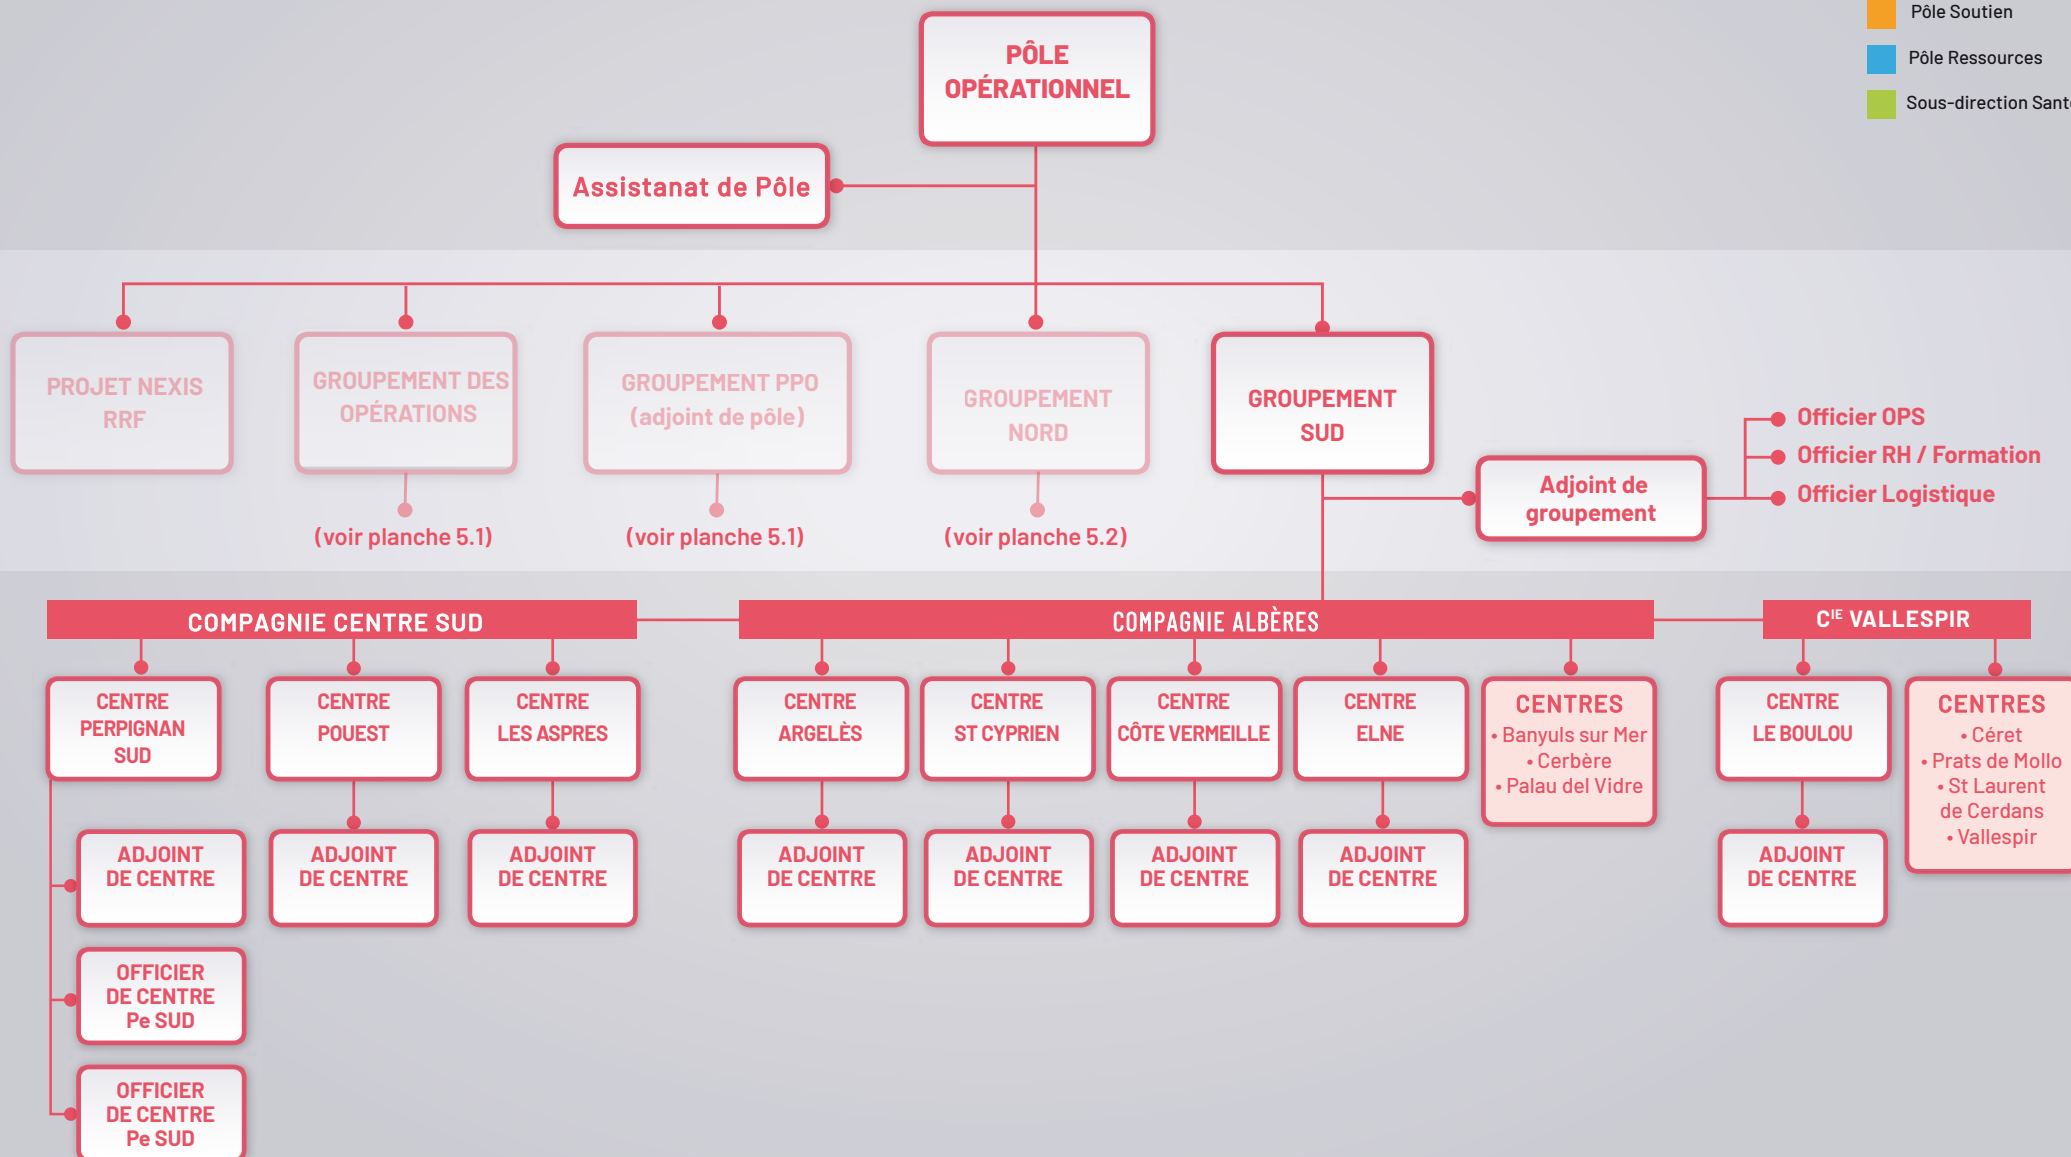 Pôle Soutien
Pôle Ressources
Sous-direction
PÔLE
OPÉRATIONNEL
Assistanat de Pôle
PROJET NEXIS
RRF
GROUPEMENT DES
OPÉRATIONS
(voir planche 5.1)
GROUPEMENT PPO
(adjoint de pôle)
(voir planche 5.1)
GROUPEMENT
NORD
(voir planche 5.2)
GROUPEMENT
SUD
Adjoint de
groupement
Officier OPS
Officier RH / Formation
Officier Logistique
COMPAGNIE CENTRE SUD
CENTRE
PERPIGNAN
SUD
ADJOINT
DE CENTRE
OFFICIER
DE CENTRE
Pe SUD
OFFICIER
DE CENTRE
Pe SUD
CENTRE
POUEST
ADJOINT
DE CENTRE
CENTRE
LES ASPRES
ADJOINT
DE CENTRE
COMPAGNIE ALBÈRES
CENTRE
ARGELÈS
ADJOINT
DE CENTRE
CENTRE
ST CYPRIEN
ADJOINT
DE CENTRE
CENTRE
CÔTE VERMEILLE
ADJOINT
DE CENTRE
CENTRE
ELNE
ADJOINT
DE CENTRE
CENTRES
• Banyuls sur Mer
• Cerbère
• Palau del Vidre
CIE VALLESPIR
CENTRE
LE BOULOU
ADJOINT
DE CENTRE
CENTRES
• Céret
• Prats de Mollo
• St Laurent
de Cerdans
• Vallespir